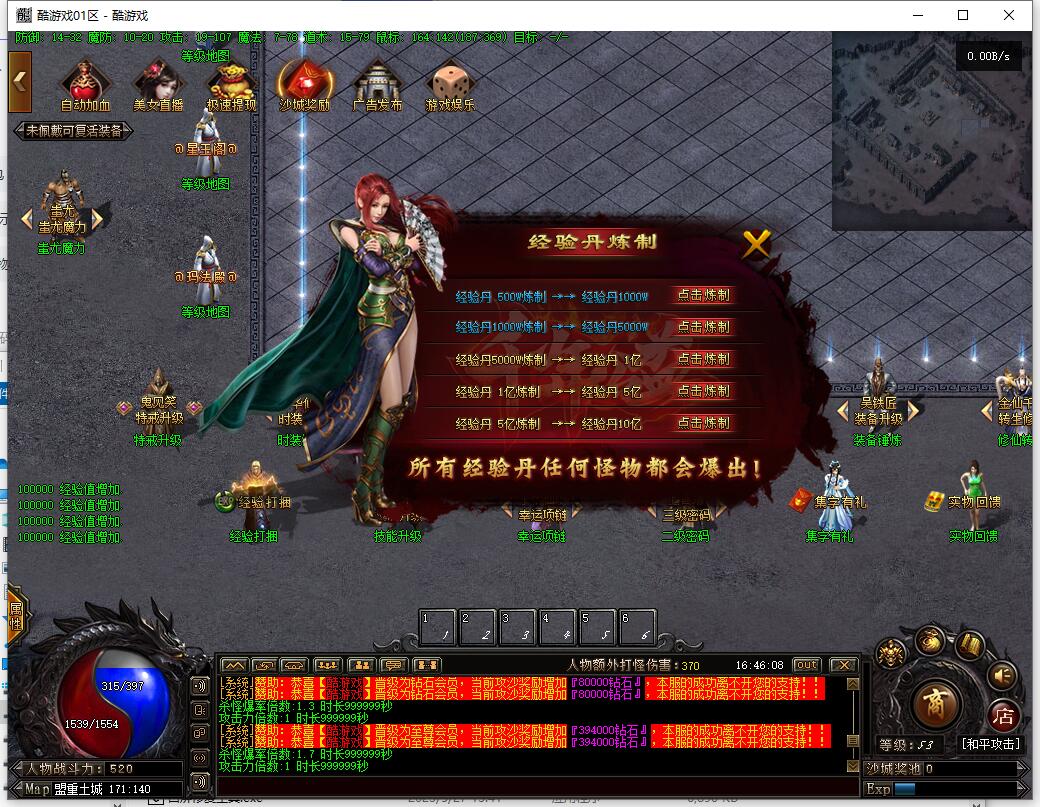 酷游戏01区 - 酷游戏
防御: 14-32 魔防: 10-20 攻击: 19-107 魔法: 7-78 道术: 15-79 鼠标: 164:142(187:369) 目标: -/-
等级地图
0.00B/s
自动加血 美女直播 极速提现 沙城奖励 广告发布 游戏娱乐
未佩戴可复活装备
@星玉阁@
等级地图
蚩尤
蚩尤魔力
蚩尤魔力
@玛法殿@
等级地图
经验丹炼制
经验丹 500W炼制 →→ 经验丹1000W 点击炼制
经验丹1000W炼制 →→ 经验丹5000W 点击炼制
经验丹5000W炼制 →→ 经验丹 1亿 点击炼制
经验丹 1亿炼制 →→ 经验丹 5亿 点击炼制
经验丹 5亿炼制 →→ 经验丹10亿 点击炼制
所有经验丹任何怪物都会爆出!
鬼见笑
特戒升级
特戒升级
时装
时装
吴铁匠
装备升级
装备锤炼
金仙
转生修
修仙转
100000 经验值增加
100000 经验值增加
100000 经验值增加
100000 经验值增加
经验打捆
经验打捆
技能升级
幸运项链
幸运项链
二级密码
二级密码
集字有礼
集字有礼
实物回馈
实物回馈
属性
1 2 3 4 5 6
1 2 3 4 5 6
人物额外打怪伤害:370 16:46:08 out
315/397
1539/1554
[系统]赞助: 恭喜【酷游戏】晋级为钻石会员, 当前攻沙奖励增加『80000钻石』, 本服的成功离不开您的支持!!
[系统]赞助: 恭喜【酷游戏】晋级为钻石会员, 当前攻沙奖励增加『80000钻石』, 本服的成功离不开您的支持!!
杀怪爆率倍数:1.3 时长999999秒
攻击力倍数:1 时长999999秒
[系统]赞助: 恭喜【酷游戏】晋级为至尊会员, 当前攻沙奖励增加『394000钻石』, 本服的成功离不开您的支持!!
[系统]赞助: 恭喜【酷游戏】晋级为至尊会员, 当前攻沙奖励增加『394000钻石』, 本服的成功离不开您的支持!!
杀怪爆率倍数:1.7 时长999999秒
攻击力倍数:1 时长999999秒
商
店
等级: 53 [和平攻击]
人物战斗力: 520
沙城奖池 0
Map 盟重土城 171:140
Exp